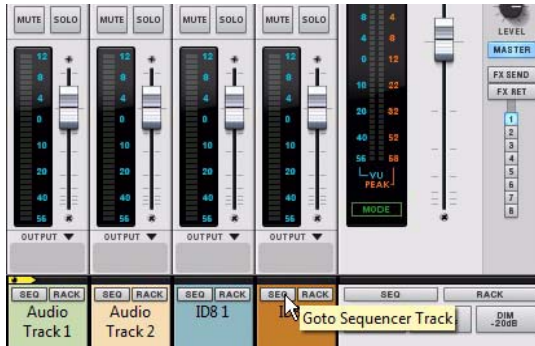 MUTE SOLO MUTE SOLO MUTE SOLO MUTE SOLO
12 12 12 12
8 8 8 8
4 4 4 4
0 0 0 0
10 10 10 10
20 20 20 20
40 40 40 40
56 56 56 56
8 4
4 8
0 12
10 22
20 32
40 52
56 68
VU
PEAK
MODE
LEVEL
MASTER
FX SEND
FX RET
1
2
3
4
5
6
7
8
OUTPUT OUTPUT OUTPUT OUTPUT
SEQ RACK SEQ RACK SEQ RACK SEQ RACK SEQ RACK
Audio Audio ID8 1
Track 1 Track 2
Goto Sequencer Track
DIM
-20dB